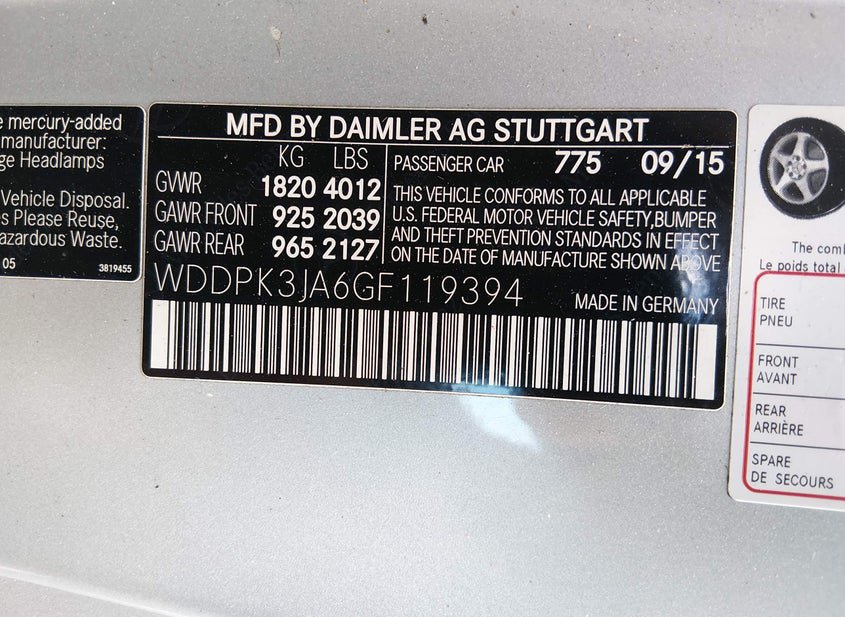 e mercury-added
manufacturer:
ge Headlamps
Vehicle Disposal.
es Please Reuse,
azardous Waste.
05 3819455
MFD BY DAIMLER AG STUTTGART
KG LBS
GVWR 1820 4012
GAWR FRONT 925 2039
GAWR REAR 965 2127
PASSENGER CAR 775 09/15
THIS VEHICLE CONFORMS TO ALL APPLICABLE
U.S. FEDERAL MOTOR VEHICLE SAFETY,BUMPER
AND THEFT PREVENTION STANDARDS IN EFFECT
ON THE DATE OF MANUFACTURE SHOWN ABOVE
WDDPK3JA6GF119394 MADE IN GERMANY
The com
Le poids total
TIRE
PNEU
FRONT
AVANT
REAR
ARRIÈRE
SPARE
DE SECOURS